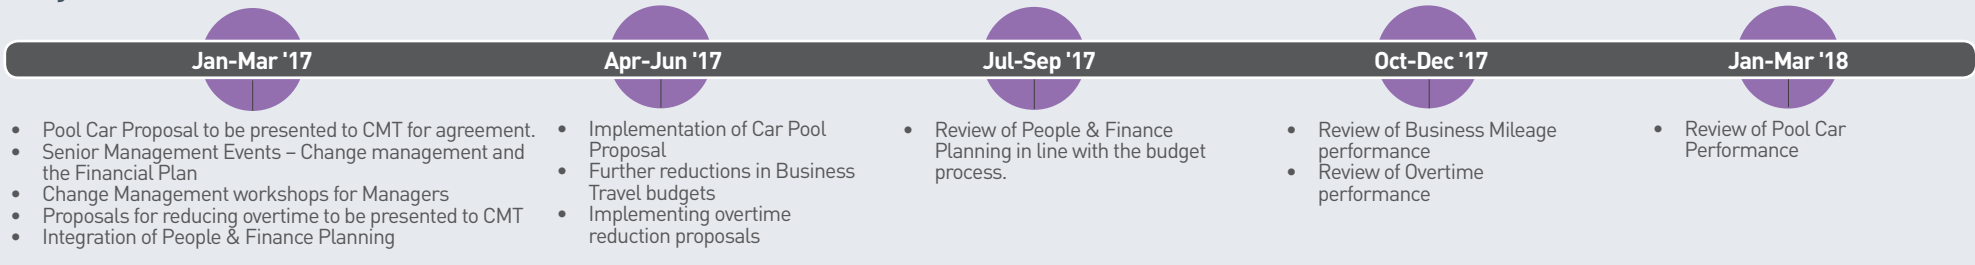 Jan-Mar '17
Apr-Jun '17
Jul-Sep '17
Oct-Dec '17
Jan-Mar '18
• Pool Car Proposal to be presented to CMT for agreement.
• Senior Management Events – Change management and
the Financial Plan
• Change Management workshops for Managers
• Proposals for reducing overtime to be presented to CMT
• Integration of People & Finance Planning
• Implementation of Car Pool
Proposal
• Further reductions in Business
Travel budgets
• Implementing overtime
reduction proposals
• Review of People & Finance
Planning in line with the budget
process.
• Review of Business Mileage
performance
• Review of Overtime
performance
• Review of Pool Car
Performance